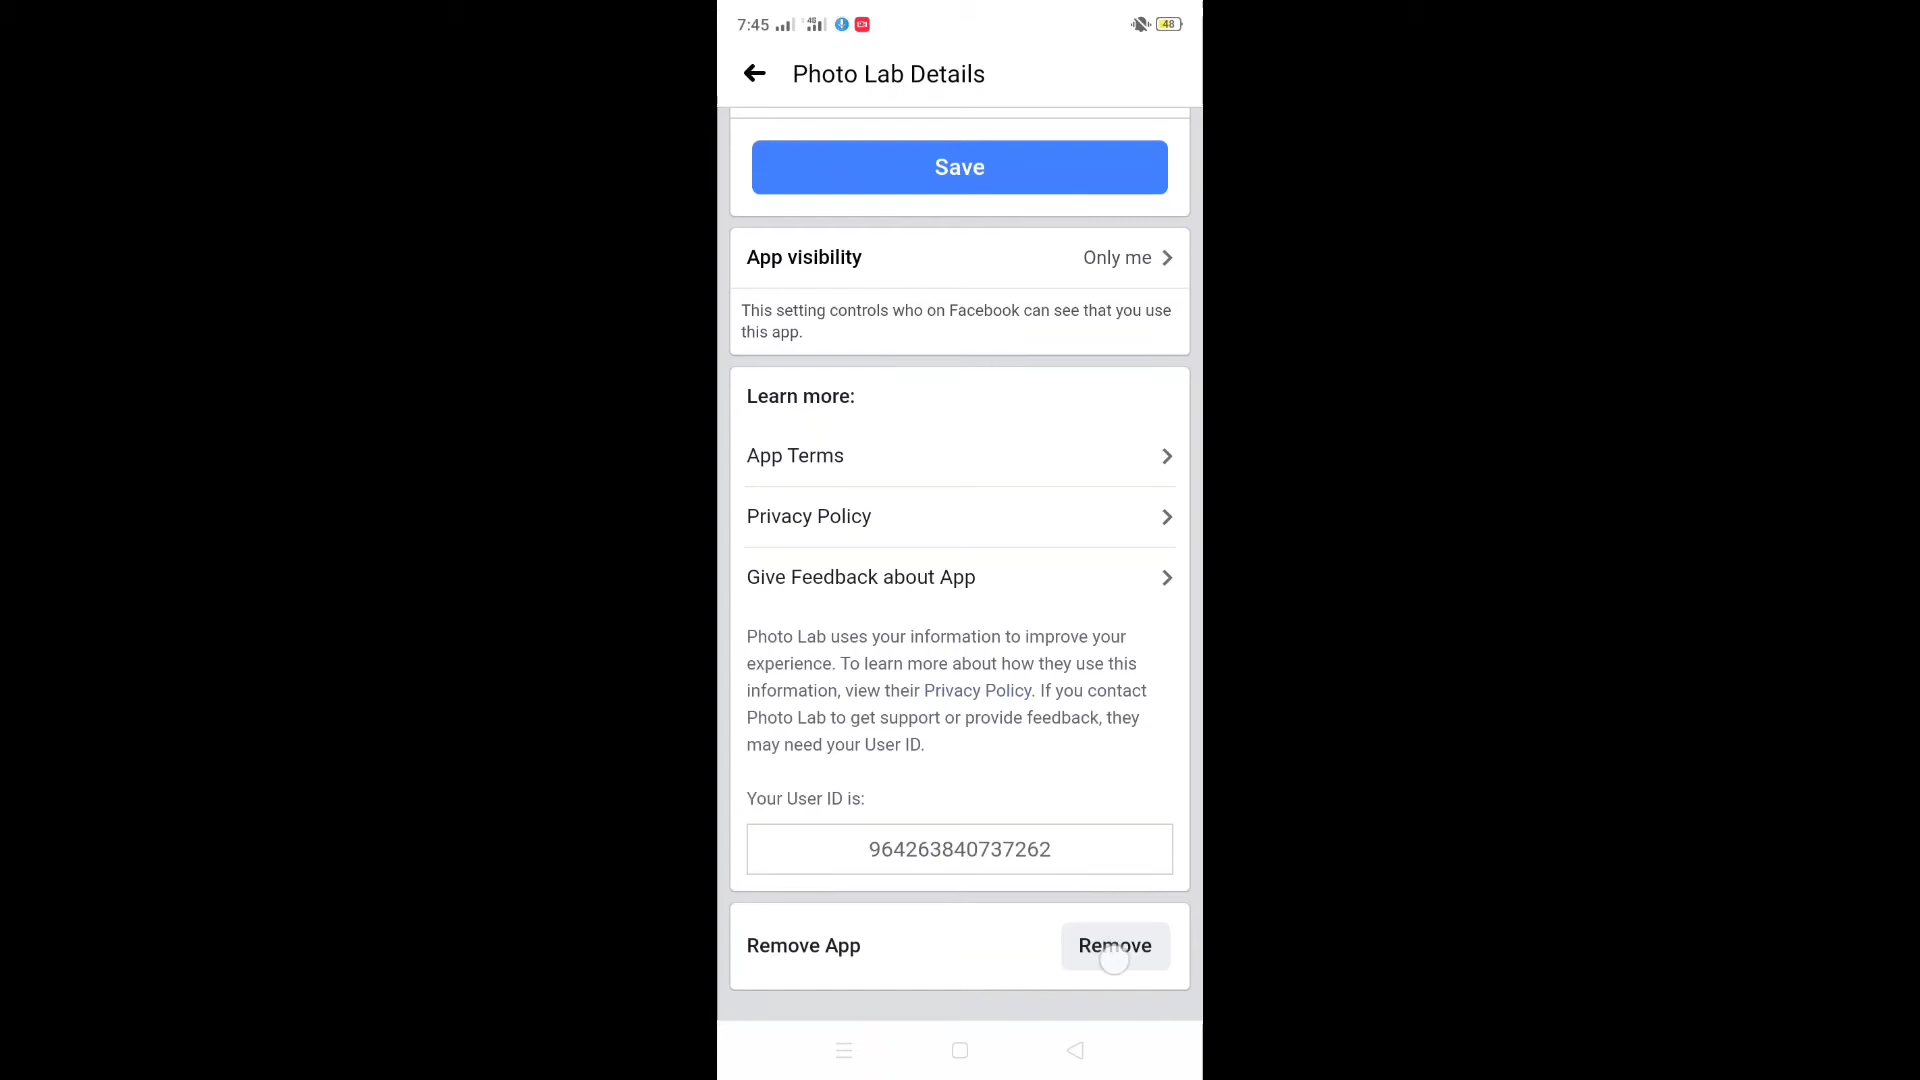 7:45 4G 48
Photo Lab Details
Save
App visibility Only me
This setting controls who on Facebook can see that you use
this app.
Learn more:
App Terms
Privacy Policy
Give Feedback about App
Photo Lab uses your information to improve your
experience. To learn more about how they use this
information, view their Privacy Policy. If you contact
Photo Lab to get support or provide feedback, they
may need your User ID.
Your User ID is:
964263840737262
Remove App Remove